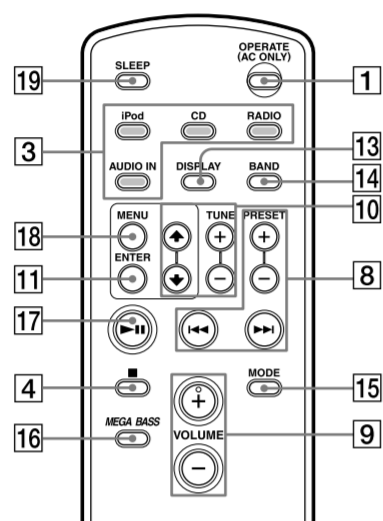 OPERATE
(AC ONLY)
SLEEP
19
1
iPod CD RADIO
3
13
AUDIO IN DISPLAY BAND
14
10
MENU TUNE PRESET
18
+ +
8
ENTER
11
− −
17
4
MODE
15
+
MEGA BASS
16
VOLUME
9
−